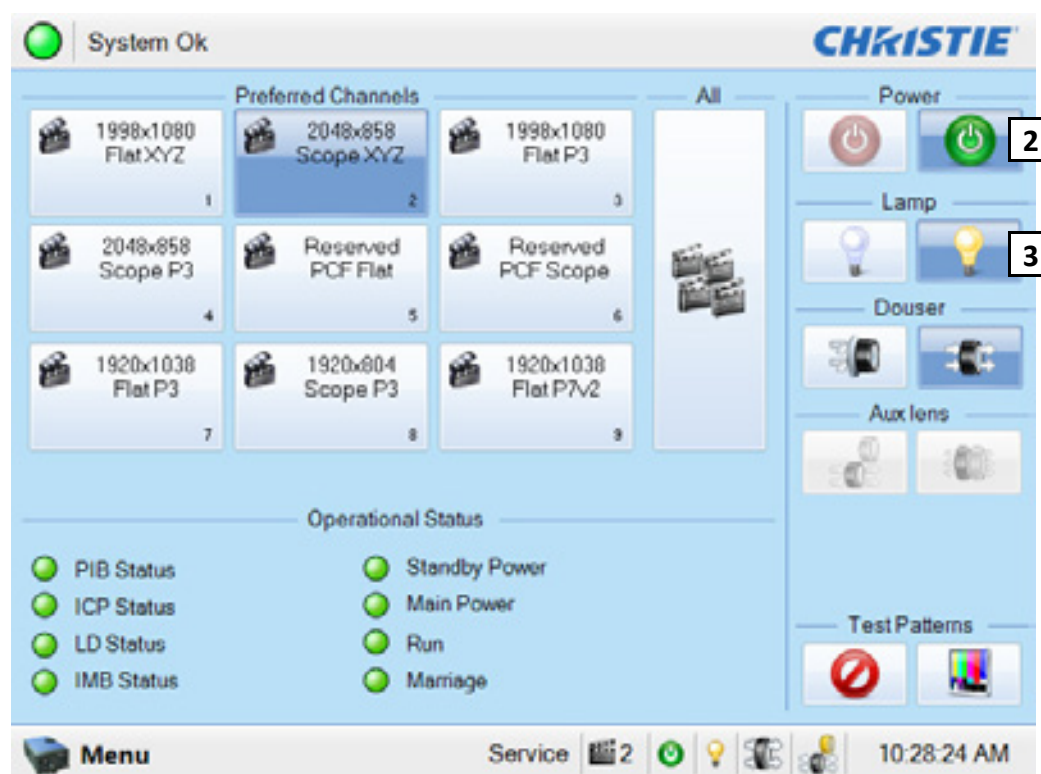 System Ok
CHRISTIE
Preferred Channels
All
Power
1998x1080
Flat XYZ
1
2048x858
Scope XYZ
2
1998x1080
Flat P3
3
2
Lamp
2048x858
Scope P3
4
Reserved
PCF Flat
5
Reserved
PCF Scope
6
3
Douser
1920x1038
Flat P3
7
1920x804
Scope P3
8
1920x1038
Flat P7v2
9
Aux lens
Operational Status
PIB Status
Standby Power
ICP Status
Main Power
LD Status
Run
IMB Status
Marriage
Test Patterns
Menu
Service
2
10:28:24 AM